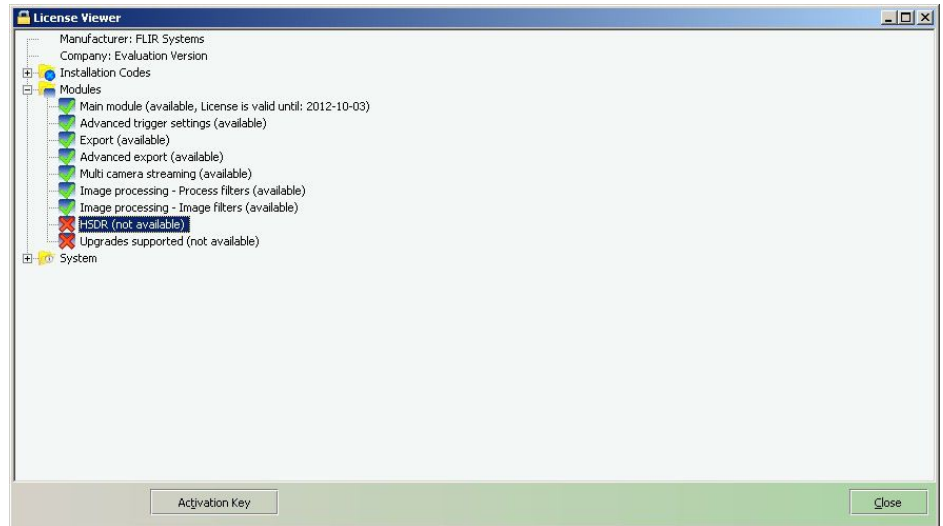 License Viewer
Manufacturer: FLIR Systems
Company: Evaluation Version
Installation Codes
Modules
Main module (available, License is valid until: 2012-10-03)
Advanced trigger settings (available)
Export (available)
Advanced export (available)
Multi camera streaming (available)
Image processing - Process filters (available)
Image processing - Image filters (available)
HSDR (not available)
Upgrades supported (not available)
System
Activation Key
Close